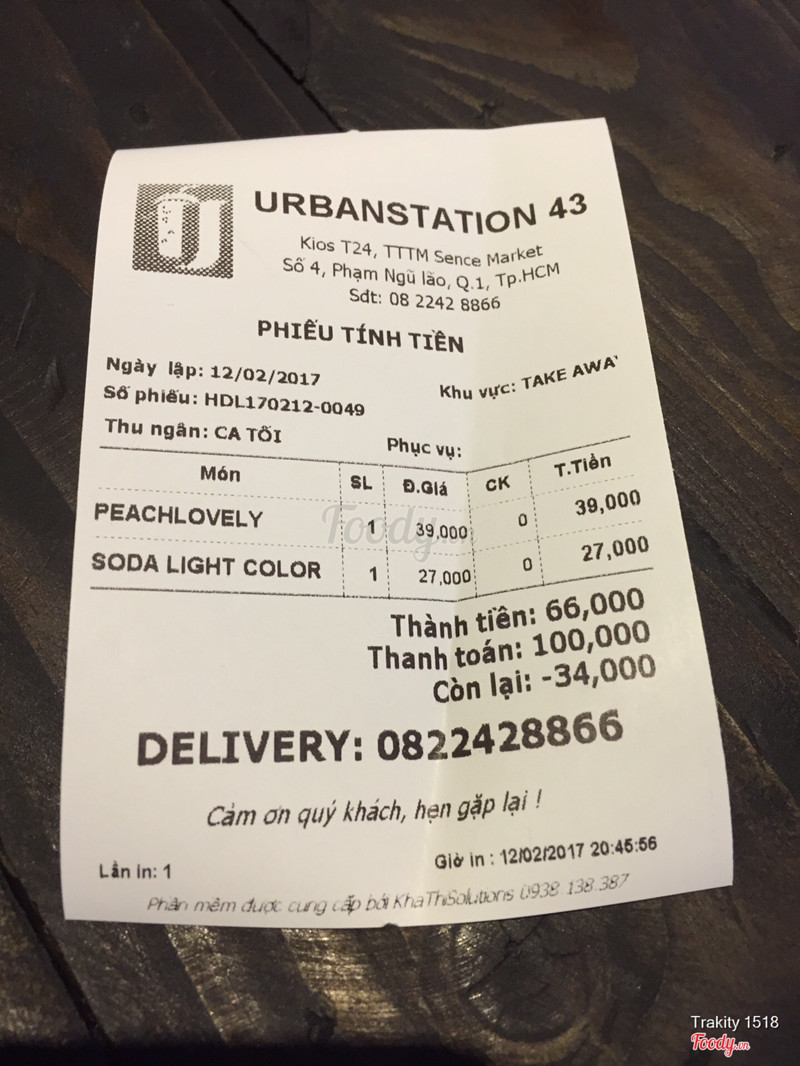 URBANSTATION 43
Kios T24, TTTM Sence Market
Số 4, Phạm Ngũ lão, Q.1, Tp.HCM
Sđt: 08 2242 8866
PHIẾU TÍNH TIỀN
Ngày lập: 12/02/2017
Số phiếu: HDL170212-0049 Khu vực: TAKE AWA
Thu ngân: CA TỐI Phục vụ:
Món SL Đ.Giá CK T.Tiền
PEACHLOVELY 1 39,000 0 39,000
SODA LIGHT COLOR 1 27,000 0 27,000
Thành tiền: 66,000
Thanh toán: 100,000
Còn lại: -34,000
DELIVERY: 0822428866
Cảm ơn quý khách, hẹn gặp lại !
Lần in: 1 Giờ in : 12/02/2017 20:45:56
Phần mềm được cung cấp bởi KhaThiSolutions 0938.138.387
Foody.vn
Trakity 1518
Foody.vn